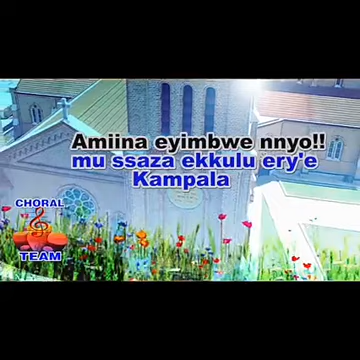 Amiina eyimbwe nnyo!!
mu ssaza ekkulu ery'e
Kampala
CHORAL
TEAM